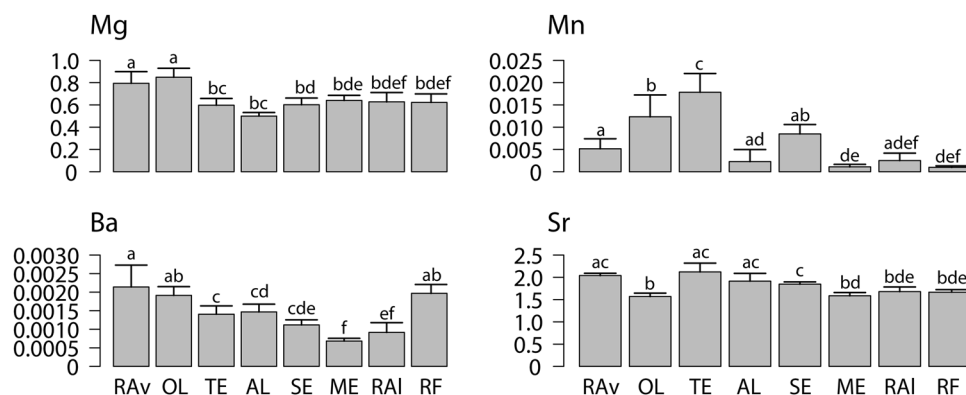 Mg
1.0
0.8
0.6
0.4
0.2
0
a a bc bc bd bde bdef bdef
Mn
0.025
0.020
0.015
0.010
0.005
0
a b c ad ab de adef def
Ba
0.0030
0.0025
0.0020
0.0010
0.0010
0.0005
0
a ab c cd cde f ef ab
RAv OL TE AL SE ME RAl RF
Sr
2.5
2.0
1.5
1.0
0.5
0
ac b ac ac c bd bde bde
RAv OL TE AL SE ME RAl RF